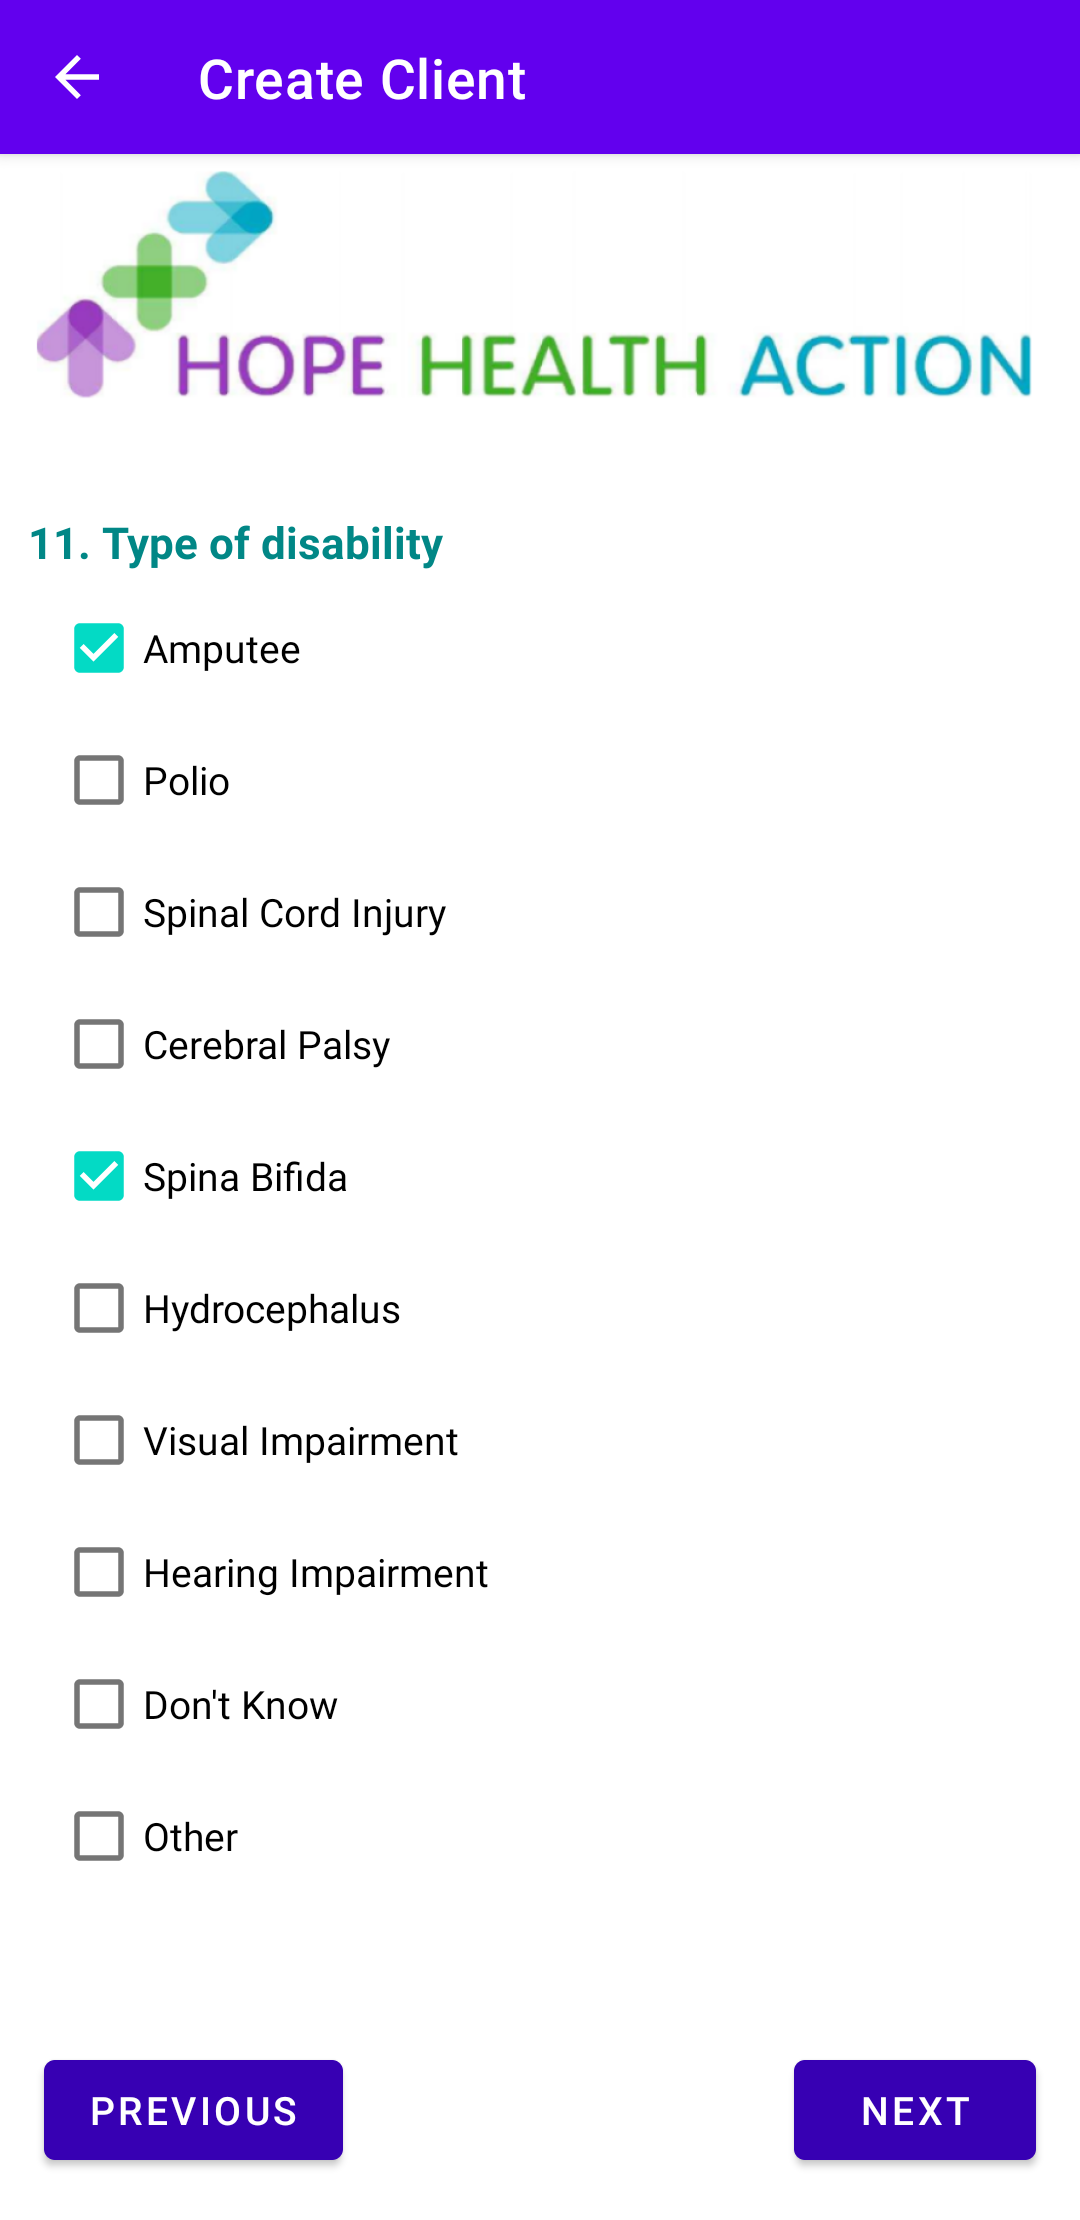 Create Client
HOPE HEALTH ACTION
11. Type of disability
Amputee
Polio
Spinal Cord Injury
Cerebral Palsy
Spina Bifida
Hydrocephalus
Visual Impairment
Hearing Impairment
Don't Know
Other
PREVIOUS
NEXT